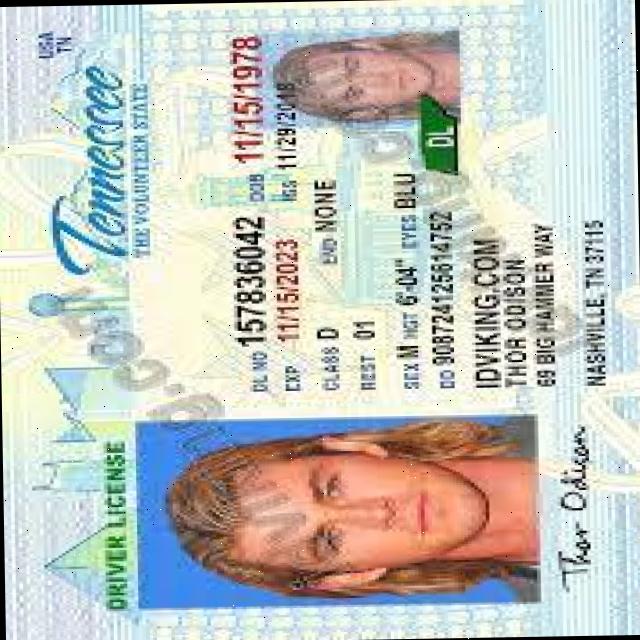 USA
TN
Tennessee
THE VOLUNTEER STATE
DRIVER LICENSE
DL NO 157836042 DOB 11/15/1978
EXP 11/15/2023 11/29/2018
CLASS D END NONE
REST 01
SEX M HGT 6'-04" EYES BLU
DD 908724125614752
DL
IDVIKING.COM
THOR ODISON
69 BIG HAMMER WAY
NASHVILLE, TN 37115
Thor Odison